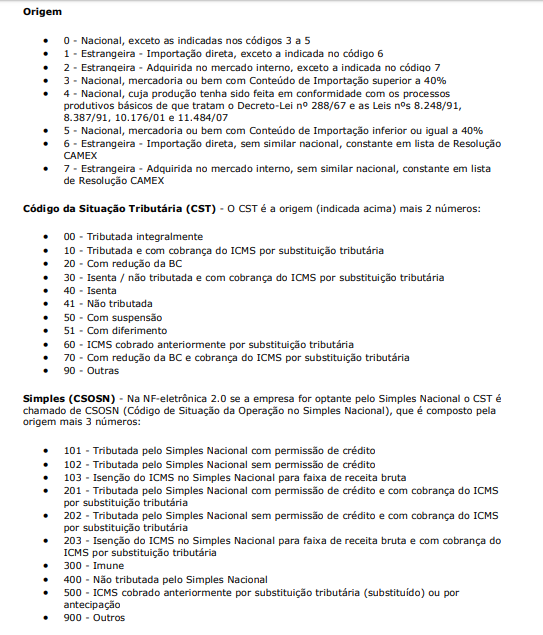 Origem
• 0 - Nacional, exceto as indicadas nos códigos 3 a 5
• 1 - Estrangeira - Importação direta, exceto a indicada no código 6
• 2 - Estrangeira - Adquirida no mercado interno, exceto a indicada no código 7
• 3 - Nacional, mercadoria ou bem com Conteúdo de Importação superior a 40%
• 4 - Nacional, cuja produção tenha sido feita em conformidade com os processos
produtivos básicos de que tratam o Decreto-Lei nº 288/67 e as Leis nºs 8.248/91,
8.387/91, 10.176/01 e 11.484/07
• 5 - Nacional, mercadoria ou bem com Conteúdo de Importação inferior ou igual a 40%
• 6 - Estrangeira - Importação direta, sem similar nacional, constante em lista de Resolução
CAMEX
• 7 - Estrangeira - Adquirida no mercado interno, sem similar nacional, constante em lista
de Resolução CAMEX
Código da Situação Tributária (CST) - O CST é a origem (indicada acima) mais 2 números:
• 00 - Tributada integralmente
• 10 - Tributada e com cobrança do ICMS por substituição tributária
• 20 - Com redução da BC
• 30 - Isenta / não tributada e com cobrança do ICMS por substituição tributária
• 40 - Isenta
• 41 - Não tributada
• 50 - Com suspensão
• 51 - Com diferimento
• 60 - ICMS cobrado anteriormente por substituição tributária
• 70 - Com redução da BC e cobrança do ICMS por substituição tributária
• 90 - Outras
Simples (CSOSN) - Na NF-eletrônica 2.0 se a empresa for optante pelo Simples Nacional o CST é
chamado de CSOSN (Código de Situação da Operação no Simples Nacional), que é composto pela
origem mais 3 números:
• 101 - Tributada pelo Simples Nacional com permissão de crédito
• 102 - Tributada pelo Simples Nacional sem permissão de crédito
• 103 - Isenção do ICMS no Simples Nacional para faixa de receita bruta
• 201 - Tributada pelo Simples Nacional com permissão de crédito e com cobrança do ICMS
por substituição tributária
• 202 - Tributada pelo Simples Nacional sem permissão de crédito e com cobrança do ICMS
por substituição tributária
• 203 - Isenção do ICMS no Simples Nacional para faixa de receita bruta e com cobrança do
ICMS por substituição tributária
• 300 - Imune
• 400 - Não tributada pelo Simples Nacional
• 500 - ICMS cobrado anteriormente por substituição tributária (substituído) ou por
antecipação
• 900 - Outros